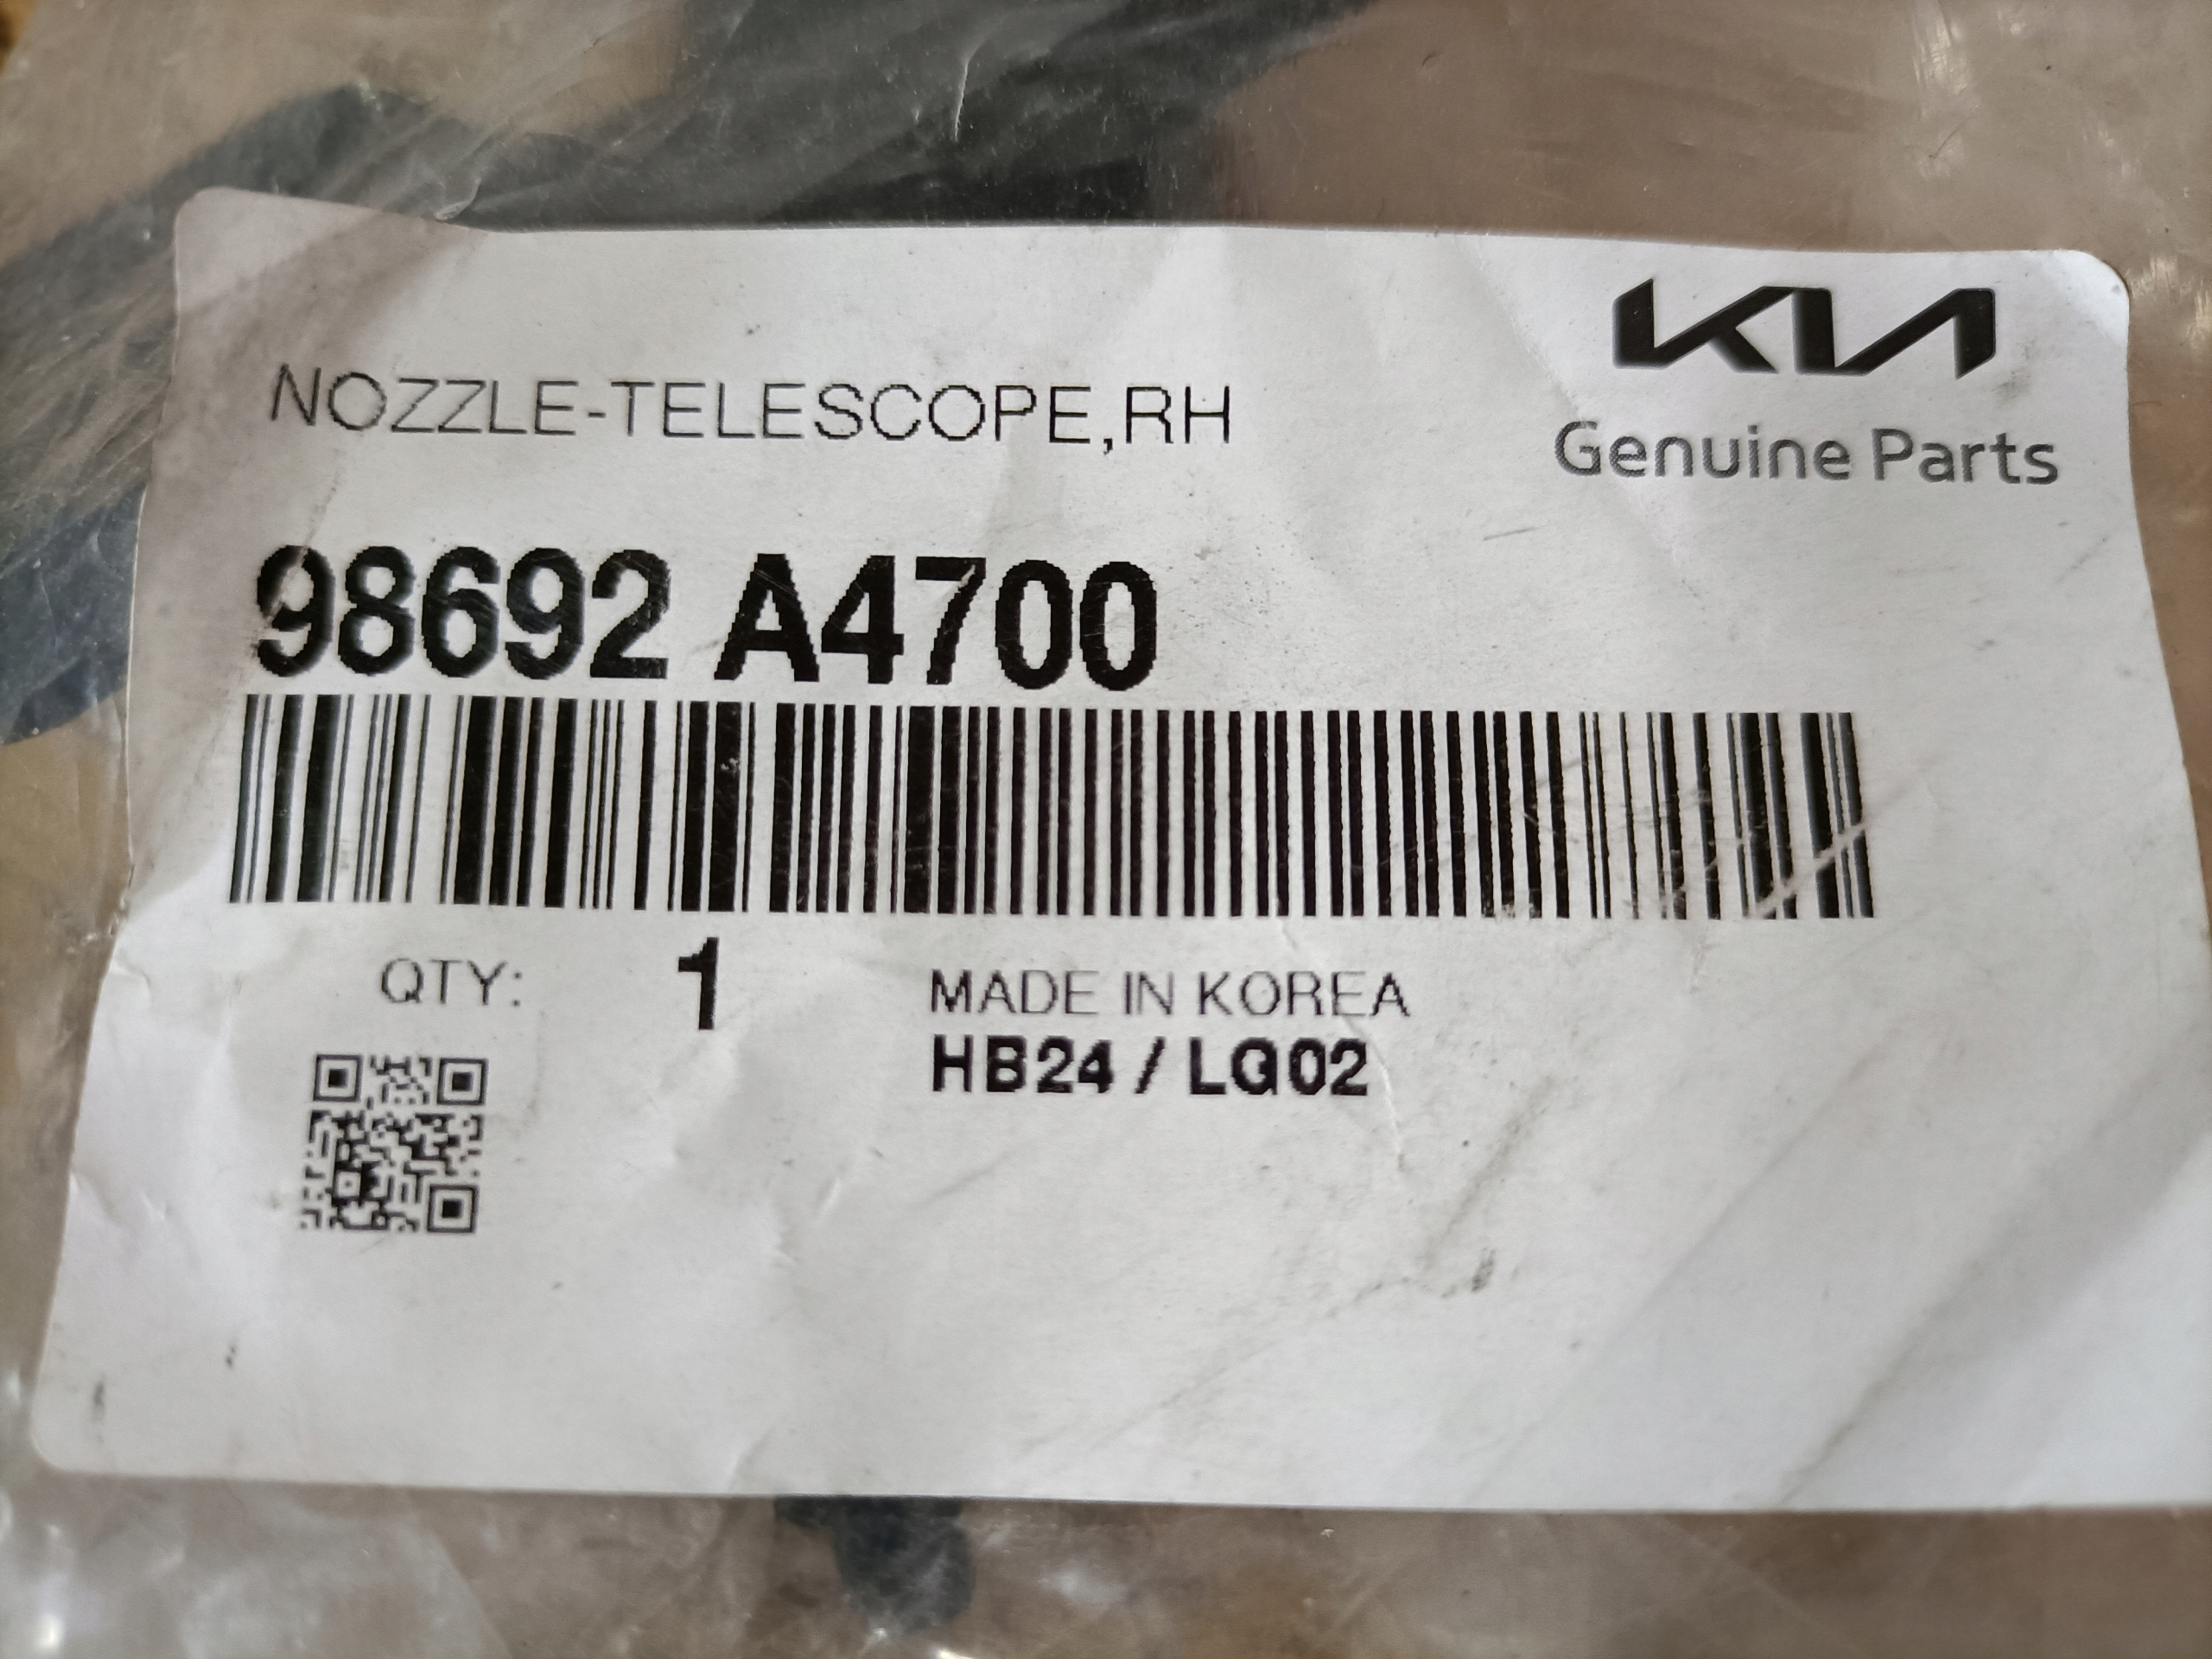 KIA
Genuine Parts
NOZZLE-TELESCOPE,RH
98692 A4700
QTY: 1
MADE IN KOREA
HB24 / LG02